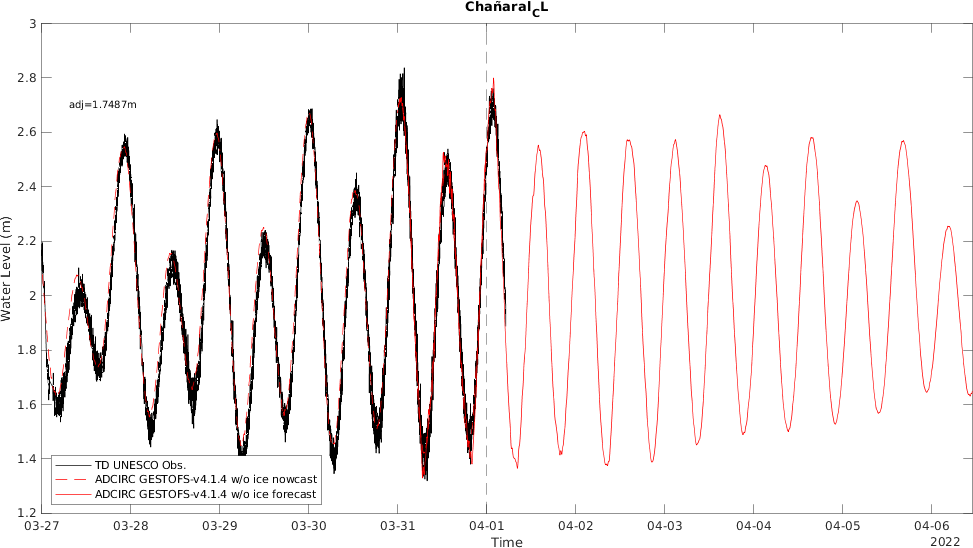 Chañaral_CL
3
2.8
2.6
2.4
2.2
2
1.8
1.6
1.4
1.2
Water Level (m)
adj=1.7487m
TD UNESCO Obs.
ADCIRC GESTOFS-v4.1.4 w/o ice nowcast
ADCIRC GESTOFS-v4.1.4 w/o ice forecast
03-27 03-28 03-29 03-30 03-31 04-01 04-02 04-03 04-04 04-05 04-06
Time
2022